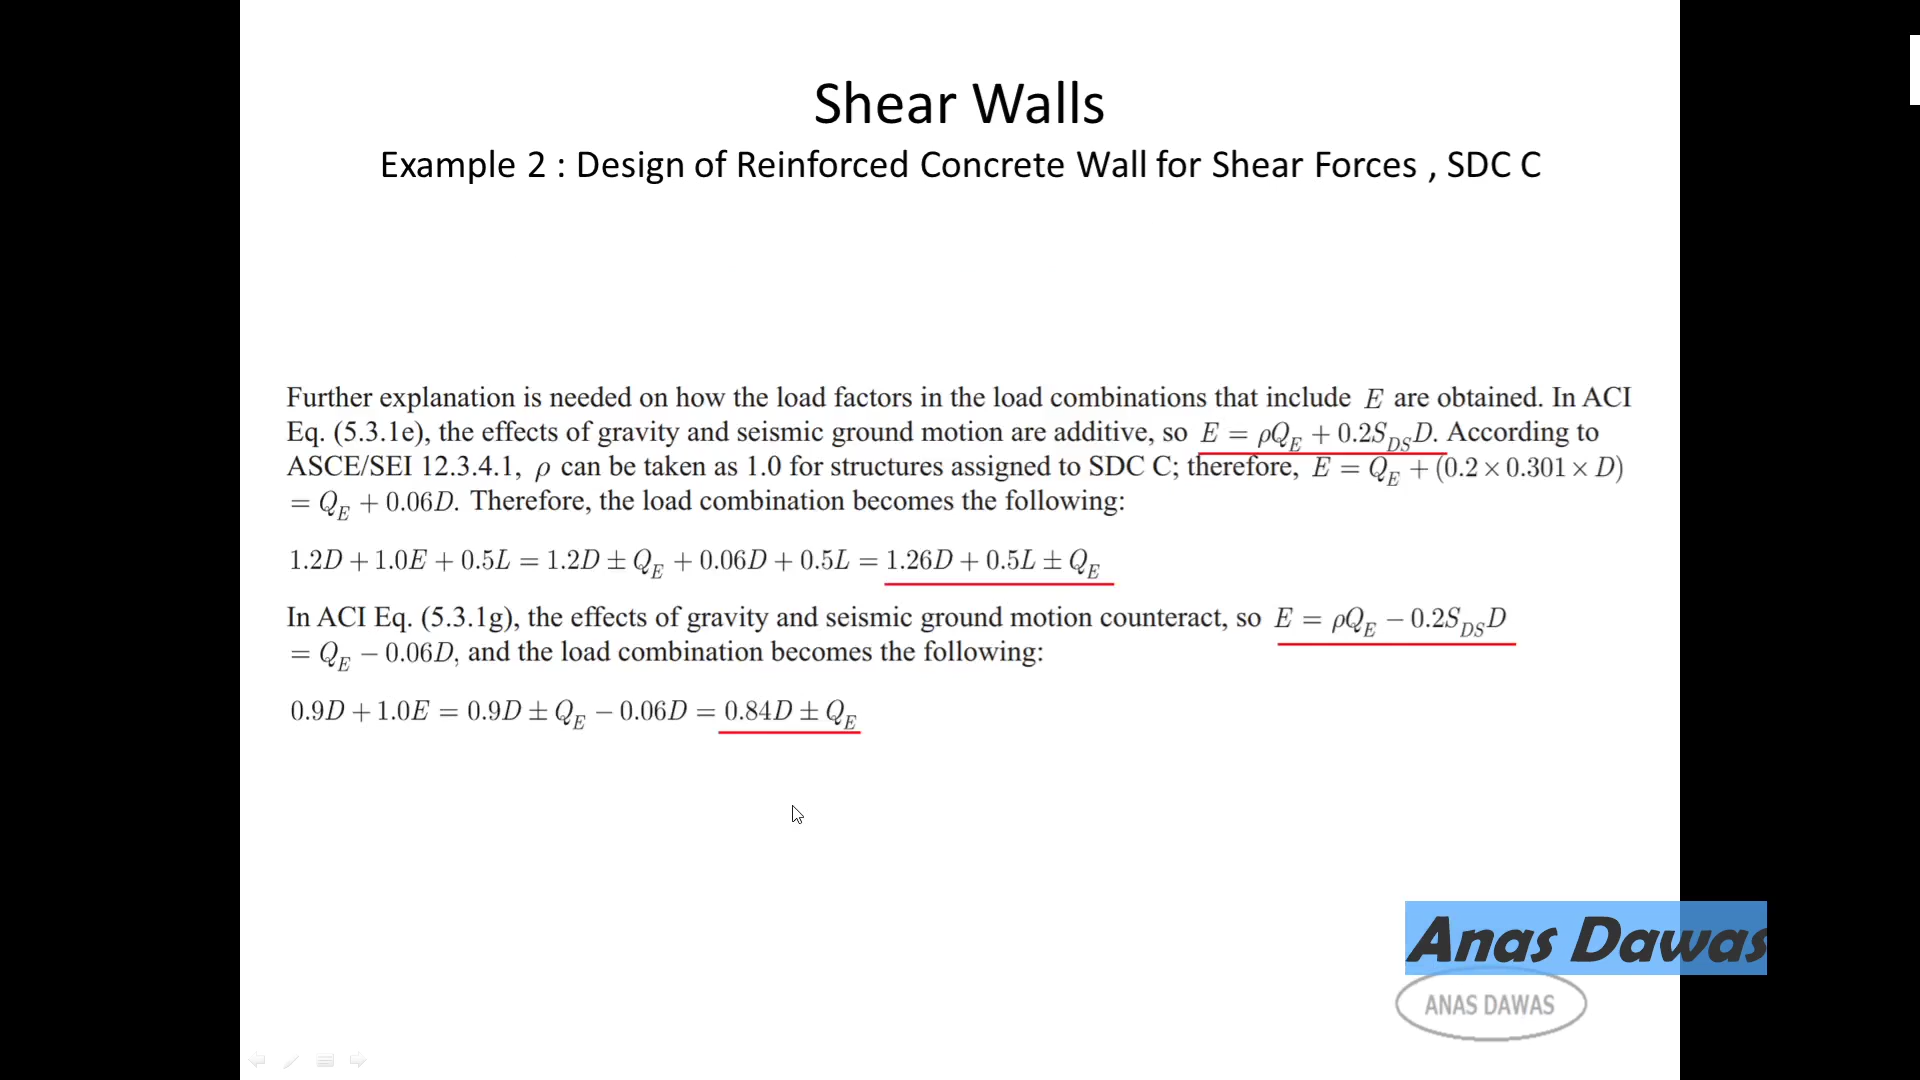 Shear Walls
Example 2 : Design of Reinforced Concrete Wall for Shear Forces , SDC C
Further explanation is needed on how the load factors in the load combinations that include E are obtained. In ACI
Eq. (5.3.1e), the effects of gravity and seismic ground motion are additive, so E = ρQ_E + 0.2S_DS D. According to
ASCE/SEI 12.3.4.1, ρ can be taken as 1.0 for structures assigned to SDC C; therefore, E = Q_E + (0.2 × 0.301 × D)
= Q_E + 0.06D. Therefore, the load combination becomes the following:
1.2D + 1.0E + 0.5L = 1.2D ± Q_E + 0.06D + 0.5L = 1.26D + 0.5L ± Q_E
In ACI Eq. (5.3.1g), the effects of gravity and seismic ground motion counteract, so E = ρQ_E − 0.2S_DS D
= Q_E − 0.06D, and the load combination becomes the following:
0.9D + 1.0E = 0.9D ± Q_E − 0.06D = 0.84D ± Q_E
Anas Dawas
ANAS DAWAS